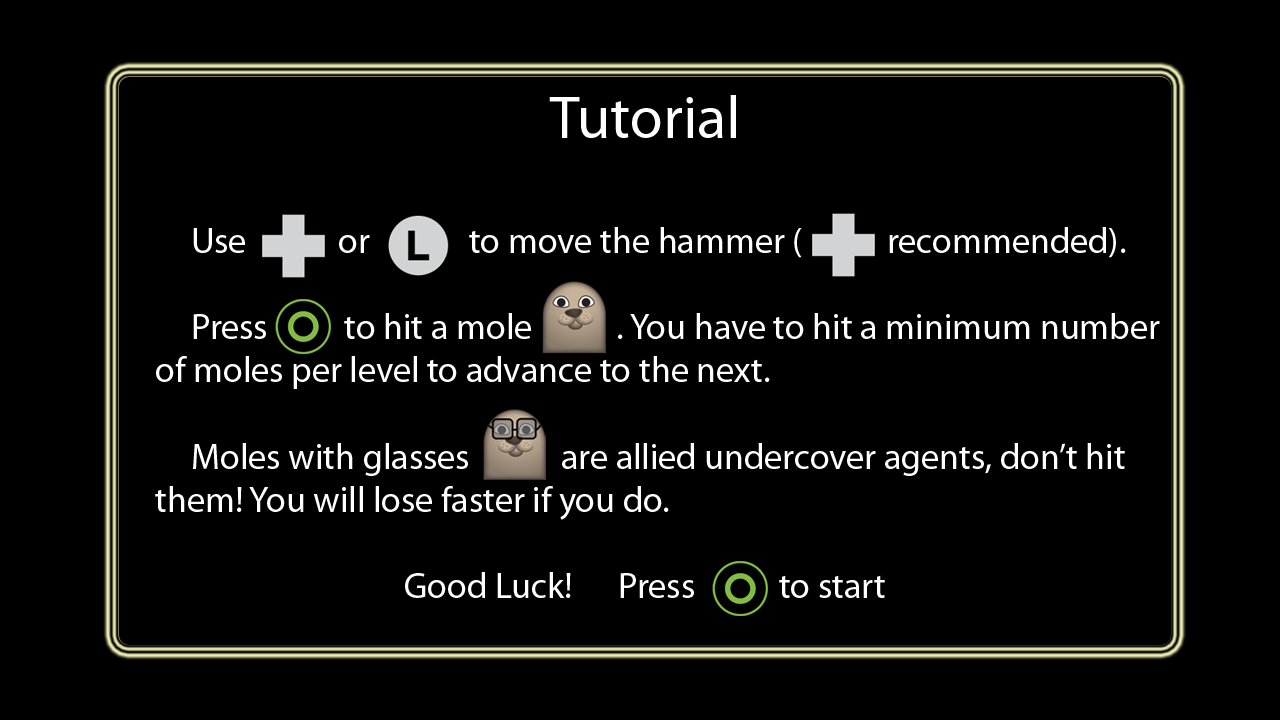 Tutorial
Use or L to move the hammer ( recommended).
Press to hit a mole . You have to hit a minimum number
of moles per level to advance to the next.
Moles with glasses are allied undercover agents, don’t hit
them! You will lose faster if you do.
Good Luck! Press to start